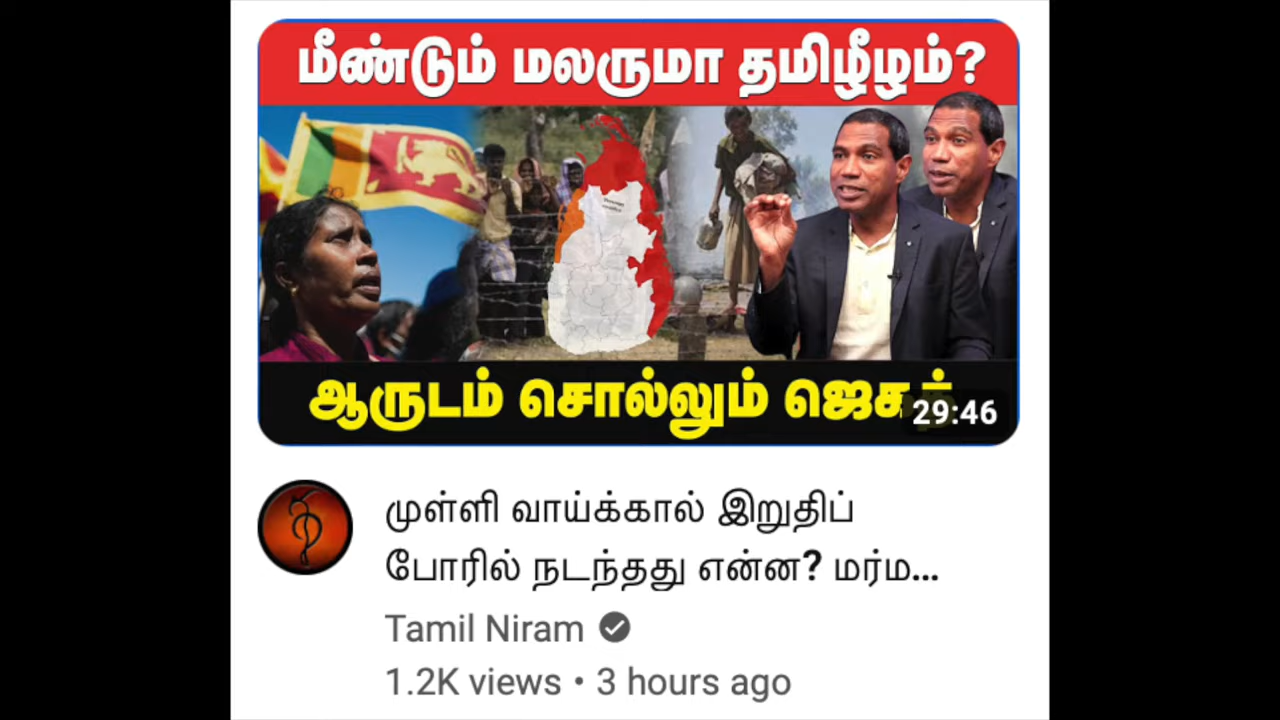 மீண்டும் மலருமா தமிழீழம்?
ஆருடம் சொல்லும்
29:46
முள்ளி வாய்க்கால் இறுதிப்
போரில் நடந்தது என்ன? மர்ம...
Tamil Niram
1.2K views • 3 hours ago